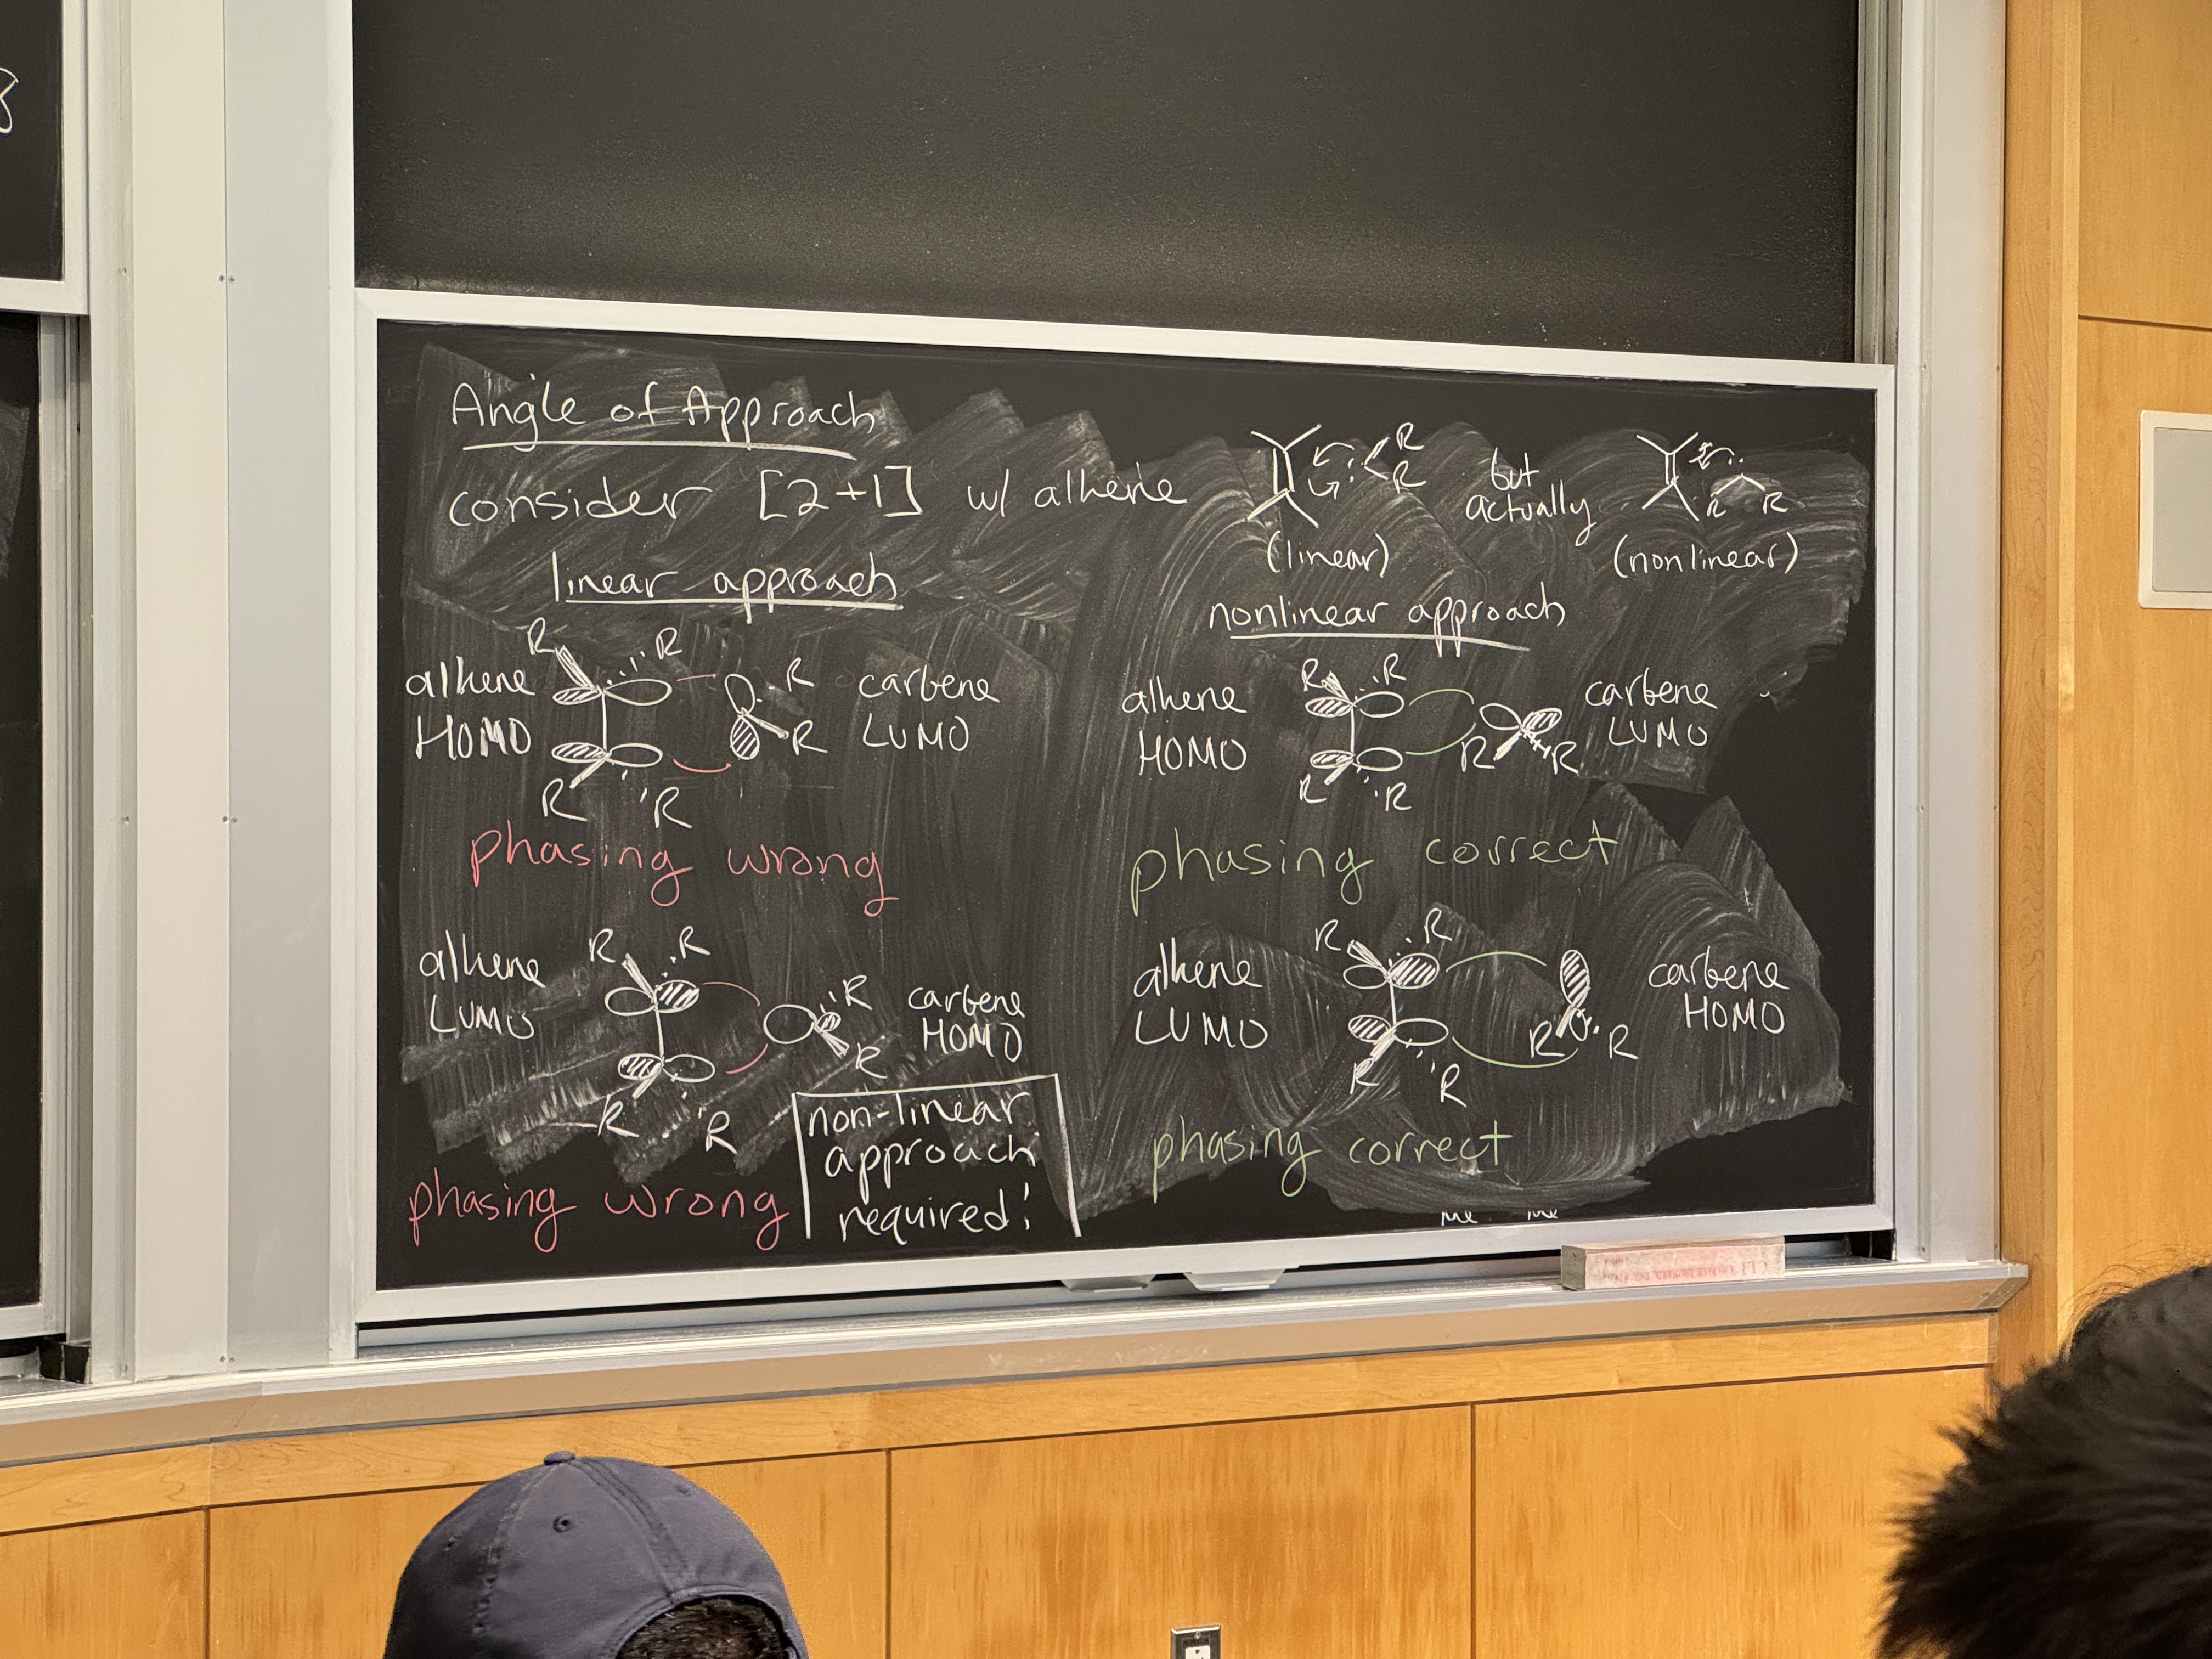 8
Angle of Approach
consider [2+1] w/ alkene
R
R
(linear)
but
actually
R R
(nonlinear)
linear approach
R R
alkene
HOMO
R
R
carbene
LUMO
R R
phasing wrong
alkene
LUMO
R R
R
R
carbene
HOMO
R R
phasing wrong
non-linear
approach
required!
nonlinear approach
alkene
HOMO
R R
R R
carbene
LUMO
R R
phasing correct
alkene
LUMO
R R
R R
carbene
HOMO
R R
phasing correct
Me Me